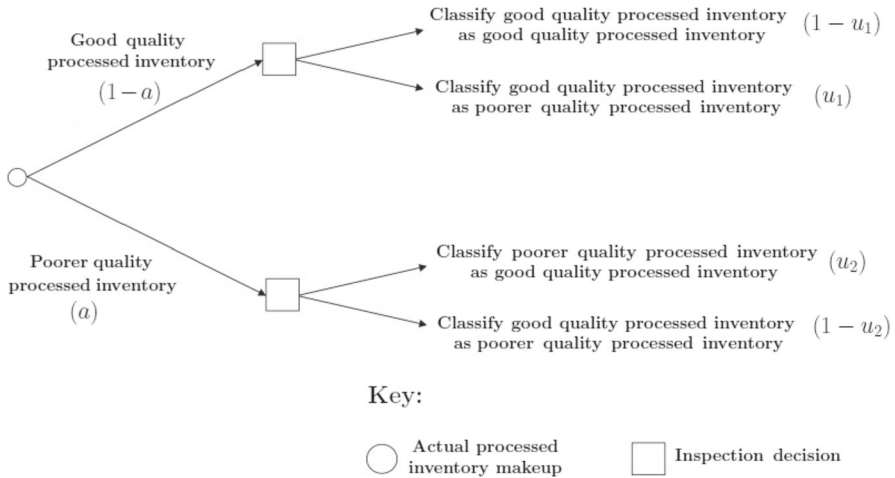 Good quality
processed inventory
(1−a)
Classify good quality processed inventory
as good quality processed inventory
(1 − u₁)
Classify good quality processed inventory
as poorer quality processed inventory
(u₁)
Poorer quality
processed inventory
(a)
Classify poorer quality processed inventory
as good quality processed inventory
(u₂)
Classify good quality processed inventory
as poorer quality processed inventory
(1 − u₂)
Key:
Actual processed
inventory makeup
Inspection decision